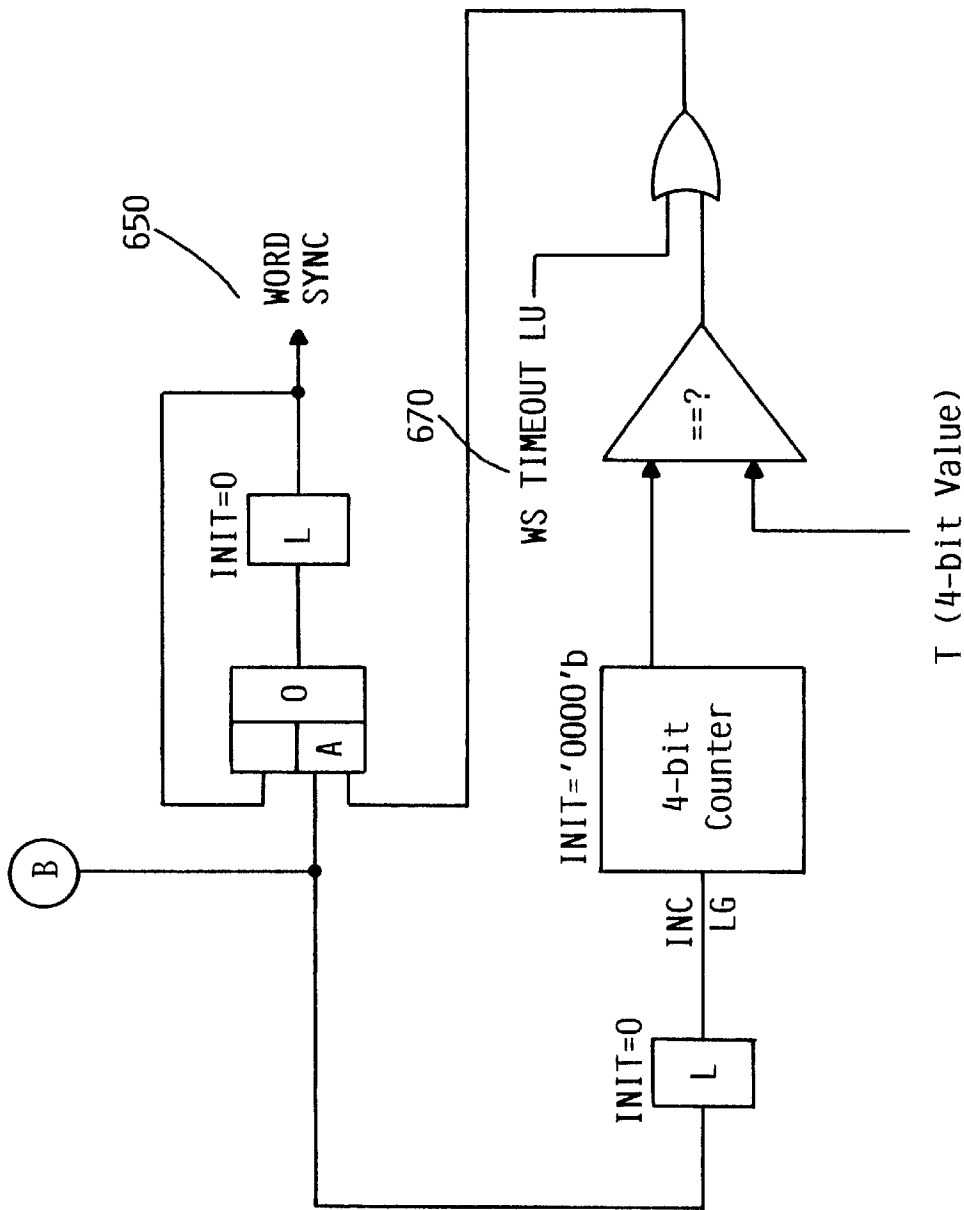 B
A
O
INIT=0
L
WORD
SYNC
650
INIT=0
L
INC
LG
INIT='0000'b
4-bit
Counter
==?
T (4-bit Value)
WS TIMEOUT LU
670